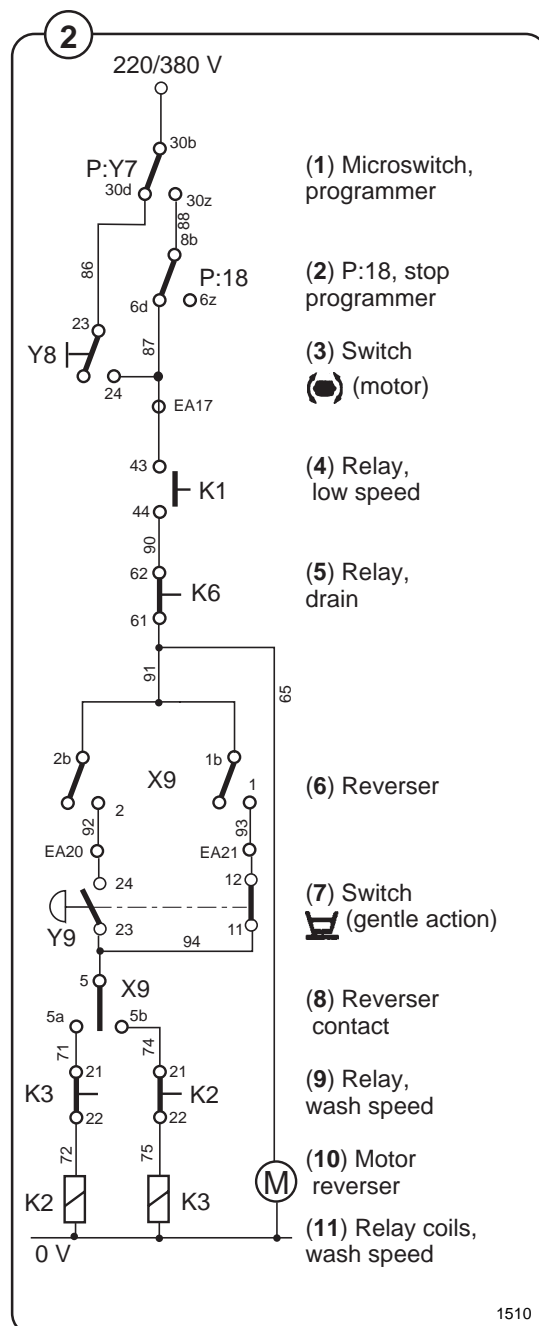 2
220/380 V
30b
P:Y7
30d
30z
(1) Microswitch,
programmer
88
8b
86
P:18
6d
6z
(2) P:18, stop
programmer
23
87
Y8
24
EA17
(3) Switch
(motor)
43
K1
44
(4) Relay,
low speed
90
62
K6
61
(5) Relay,
drain
91
65
2b
X9
1b
1
2
(6) Reverser
92
93
EA20
EA21
24
12
Y9
23
11
94
(7) Switch
(gentle action)
5
X9
5a
5b
(8) Reverser
contact
71
74
K3
21
22
21
22
K2
(9) Relay,
wash speed
72
75
K2
K3
M
(10) Motor
reverser
0 V
(11) Relay coils,
wash speed
1510